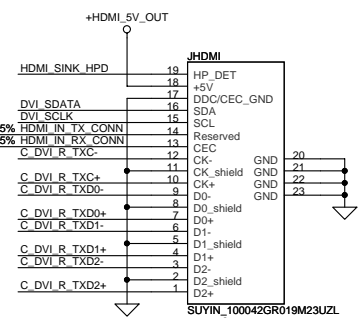 +HDMI_5V_OUT
JHDMI
HDMI_SINK_HPD 19 HP_DET
18 +5V
17 DDC/CEC_GND
DVI_SDATA 16 SDA
DVI_SCLK 15 SCL
5% HDMI_IN_TX_CONN 14 Reserved
5% HDMI_IN_RX_CONN 13 CEC
C_DVI_R_TXC- 12 CK- GND 20
11 CK_shield GND 21
C_DVI_R_TXC+ 10 CK+ GND 22
C_DVI_R_TXD0- 9 D0- GND 23
8 D0_shield
C_DVI_R_TXD0+ 7 D0+
C_DVI_R_TXD1- 6 D1-
5 D1_shield
C_DVI_R_TXD1+ 4 D1+
C_DVI_R_TXD2- 3 D2-
2 D2_shield
C_DVI_R_TXD2+ 1 D2+
SUYIN_100042GR019M23UZL